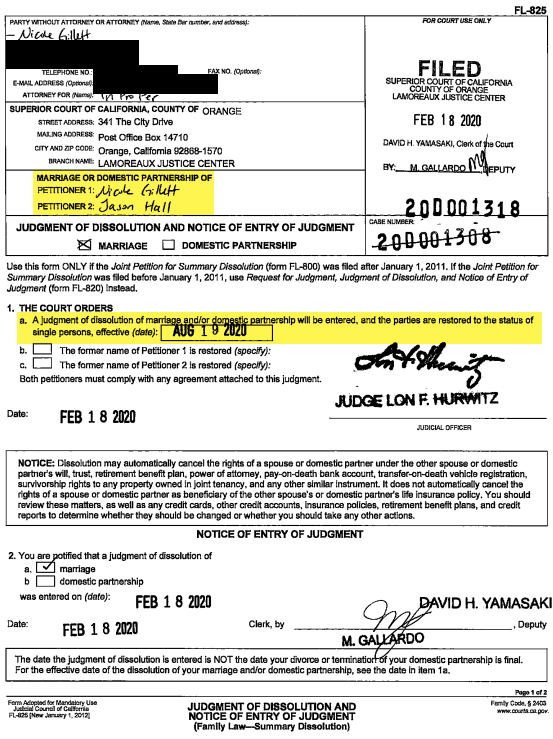 FL-825
PARTY WITHOUT ATTORNEY OR ATTORNEY (Name, State Bar number, and address):
FOR COURT USE ONLY
Nicole Gillett
TELEPHONE NO.:
FAX NO. (Optional):
E-MAIL ADDRESS (Optional):
ATTORNEY FOR (Name): In Pro Per
SUPERIOR COURT OF CALIFORNIA, COUNTY OF ORANGE
STREET ADDRESS: 341 The City Drive
MAILING ADDRESS: Post Office Box 14710
CITY AND ZIP CODE: Orange, California 92868-1570
BRANCH NAME: LAMOREAUX JUSTICE CENTER
FILED
SUPERIOR COURT OF CALIFORNIA
COUNTY OF ORANGE
LAMOREAUX JUSTICE CENTER
FEB 18 2020
DAVID H. YAMASAKI, Clerk of the Court
BY: M. GALLARDO DEPUTY
MARRIAGE OR DOMESTIC PARTNERSHIP OF
PETITIONER 1: Nicole Gillett
PETITIONER 2: Jason Hall
20D001318
JUDGMENT OF DISSOLUTION AND NOTICE OF ENTRY OF JUDGMENT
MARRIAGE DOMESTIC PARTNERSHIP
CASE NUMBER:
20D001308
Use this form ONLY if the Joint Petition for Summary Dissolution (form FL-800) was filed after January 1, 2011. If the Joint Petition for
Summary Dissolution was filed before January 1, 2011, use Request for Judgment, Judgment of Dissolution, and Notice of Entry of
Judgment (form FL-820) instead.
1. THE COURT ORDERS
a. A judgment of dissolution of marriage and/or domestic partnership will be entered, and the parties are restored to the status of
single persons, effective (date): AUG 19 2020
b. The former name of Petitioner 1 is restored (specify):
c. The former name of Petitioner 2 is restored (specify):
Both petitioners must comply with any agreement attached to this judgment.
JUDGE LON F. HURWITZ
Date: FEB 18 2020
JUDICIAL OFFICER
NOTICE: Dissolution may automatically cancel the rights of a spouse or domestic partner under the other spouse or domestic
partner's will, trust, retirement benefit plan, power of attorney, pay-on-death bank account, transfer-on-death vehicle registration,
survivorship rights to any property owned in joint tenancy, and any other similar instrument. It does not automatically cancel the
rights of a spouse or domestic partner as beneficiary of the other spouse's or domestic partner's life insurance policy. You should
review these matters, as well as any credit cards, other credit accounts, insurance policies, retirement benefit plans, and credit
reports to determine whether they should be changed or whether you should take any other actions.
NOTICE OF ENTRY OF JUDGMENT
2. You are notified that a judgment of dissolution of
a. marriage
b domestic partnership
was entered on (date): FEB 18 2020
DAVID H. YAMASAKI
Date: FEB 18 2020
Clerk, by , Deputy
M. GALLARDO
The date the judgment of dissolution is entered is NOT the date your divorce or termination of your domestic partnership is final.
For the effective date of the dissolution of your marriage and/or domestic partnership, see the date in item 1a.
Page 1 of 2
Form Adopted for Mandatory Use
Judicial Council of California
FL-825 [New January 1, 2012]
JUDGMENT OF DISSOLUTION AND
NOTICE OF ENTRY OF JUDGMENT
(Family Law—Summary Dissolution)
Family Code, § 2403
www.courts.ca.gov